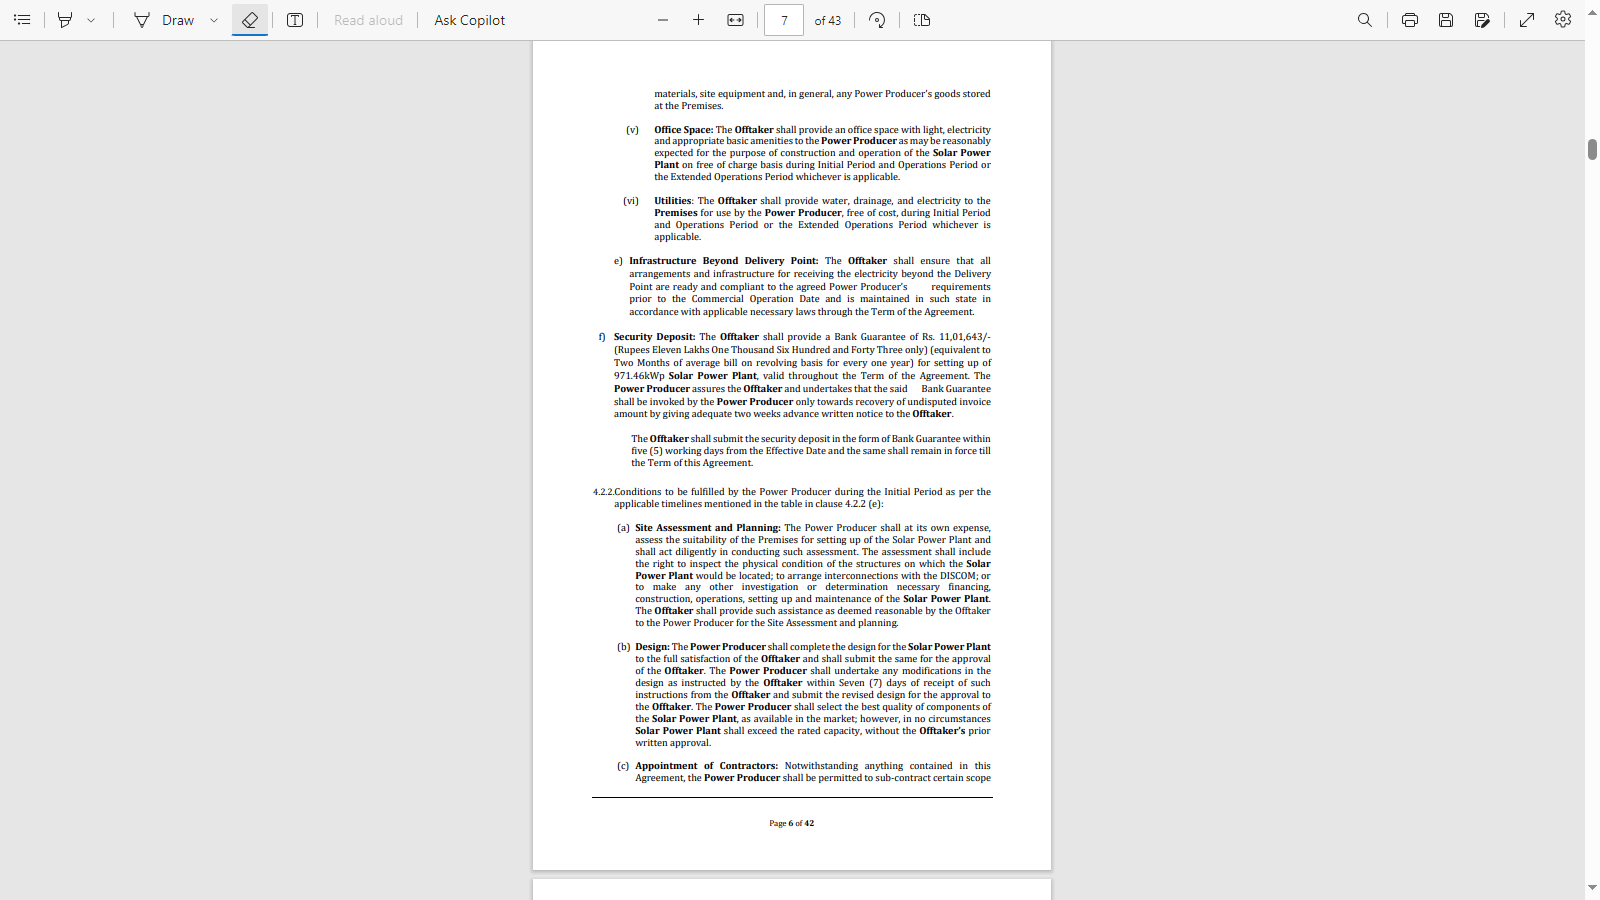 Draw
Read aloud
Ask Copilot
7
of 43
materials, site equipment and, in general, any Power Producer's goods stored
at the Premises.
(v) Office Space: The Offtaker shall provide an office space with light, electricity
and appropriate basic amenities to the Power Producer as may be reasonably
expected for the purpose of construction and operation of the Solar Power
Plant on free of charge basis during Initial Period and Operations Period or
the Extended Operations Period whichever is applicable.
(vi) Utilities: The Offtaker shall provide water, drainage, and electricity to the
Premises for use by the Power Producer, free of cost, during Initial Period
and Operations Period or the Extended Operations Period whichever is
applicable.
e) Infrastructure Beyond Delivery Point: The Offtaker shall ensure that all
arrangements and infrastructure for receiving the electricity beyond the Delivery
Point are ready and compliant to the agreed Power Producer's requirements
prior to the Commercial Operation Date and is maintained in such state in
accordance with applicable necessary laws through the Term of the Agreement.
f) Security Deposit: The Offtaker shall provide a Bank Guarantee of Rs. 11,01,643/-
(Rupees Eleven Lakhs One Thousand Six Hundred and Forty Three only) (equivalent to
Two Months of average bill on revolving basis for every one year) for setting up of
971.46kWp Solar Power Plant, valid throughout the Term of the Agreement. The
Power Producer assures the Offtaker and undertakes that the said Bank Guarantee
shall be invoked by the Power Producer only towards recovery of undisputed invoice
amount by giving adequate two weeks advance written notice to the Offtaker.
The Offtaker shall submit the security deposit in the form of Bank Guarantee within
five (5) working days from the Effective Date and the same shall remain in force till
the Term of this Agreement.
4.2.2.Conditions to be fulfilled by the Power Producer during the Initial Period as per the
applicable timelines mentioned in the table in clause 4.2.2 (e):
(a) Site Assessment and Planning: The Power Producer shall at its own expense,
assess the suitability of the Premises for setting up of the Solar Power Plant and
shall act diligently in conducting such assessment. The assessment shall include
the right to inspect the physical condition of the structures on which the Solar
Power Plant would be located; to arrange interconnections with the DISCOM; or
to make any other investigation or determination necessary financing,
construction, operations, setting up and maintenance of the Solar Power Plant.
The Offtaker shall provide such assistance as deemed reasonable by the Offtaker
to the Power Producer for the Site Assessment and planning.
(b) Design: The Power Producer shall complete the design for the Solar Power Plant
to the full satisfaction of the Offtaker and shall submit the same for the approval
of the Offtaker. The Power Producer shall undertake any modifications in the
design as instructed by the Offtaker within Seven (7) days of receipt of such
instructions from the Offtaker and submit the revised design for the approval to
the Offtaker. The Power Producer shall select the best quality of components of
the Solar Power Plant, as available in the market; however, in no circumstances
Solar Power Plant shall exceed the rated capacity, without the Offtaker's prior
written approval.
(c) Appointment of Contractors: Notwithstanding anything contained in this
Agreement, the Power Producer shall be permitted to sub-contract certain scope
Page 6 of 42